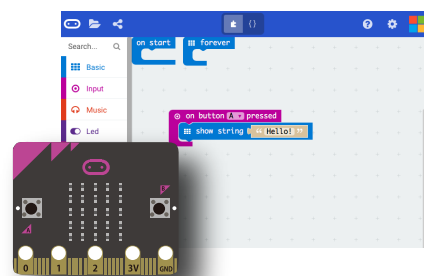 Search...
on start
forever
Basic
Input
Music
Led
on button A pressed
show string “Hello!”
A
B
0 1 2 3V GND